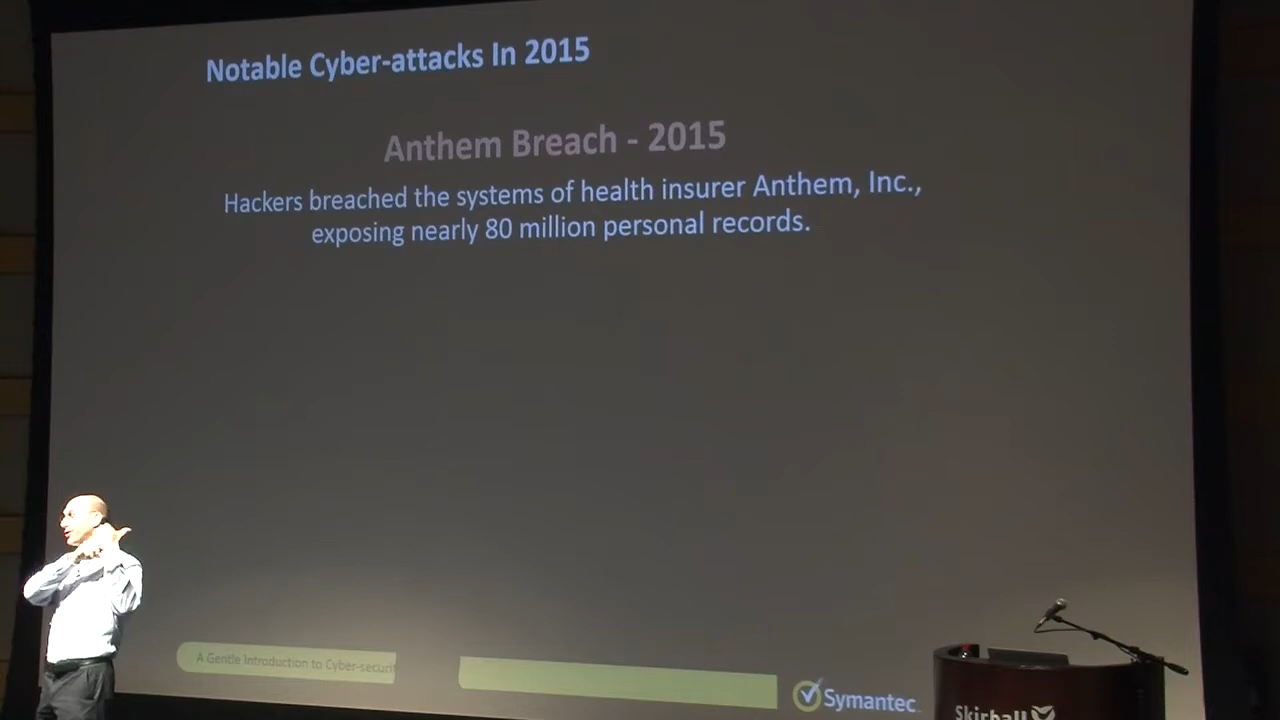 Notable Cyber-attacks In 2015
Anthem Breach - 2015
Hackers breached the systems of health insurer Anthem, Inc.,
exposing nearly 80 million personal records.
A Gentle Introduction to Cyber-securit
Symantec
Skirball